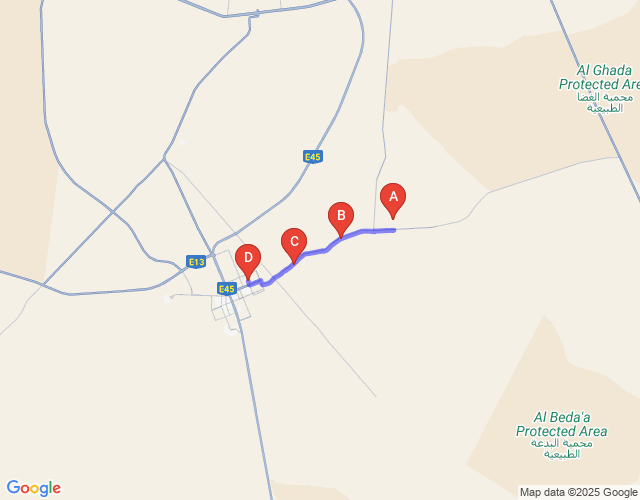 Al Ghada
Protected Are
محمية الغضا
الطبيعية
E45
A
B
C
D
E13
E45
Al Beda'a
Protected Area
محمية البدعة
الطبيعية
Google
Map data ©2025 Google